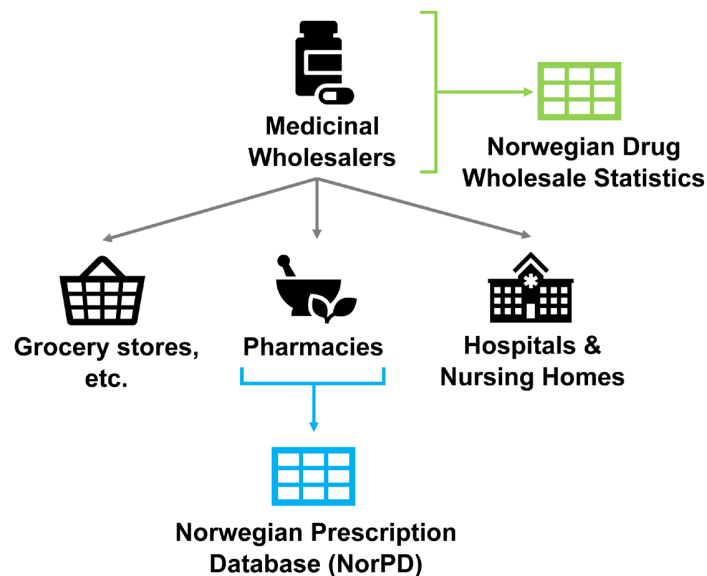 Medicinal
Wholesalers
Norwegian Drug
Wholesale Statistics
Grocery stores,
etc.
Pharmacies
Hospitals &
Nursing Homes
Norwegian Prescription
Database (NorPD)